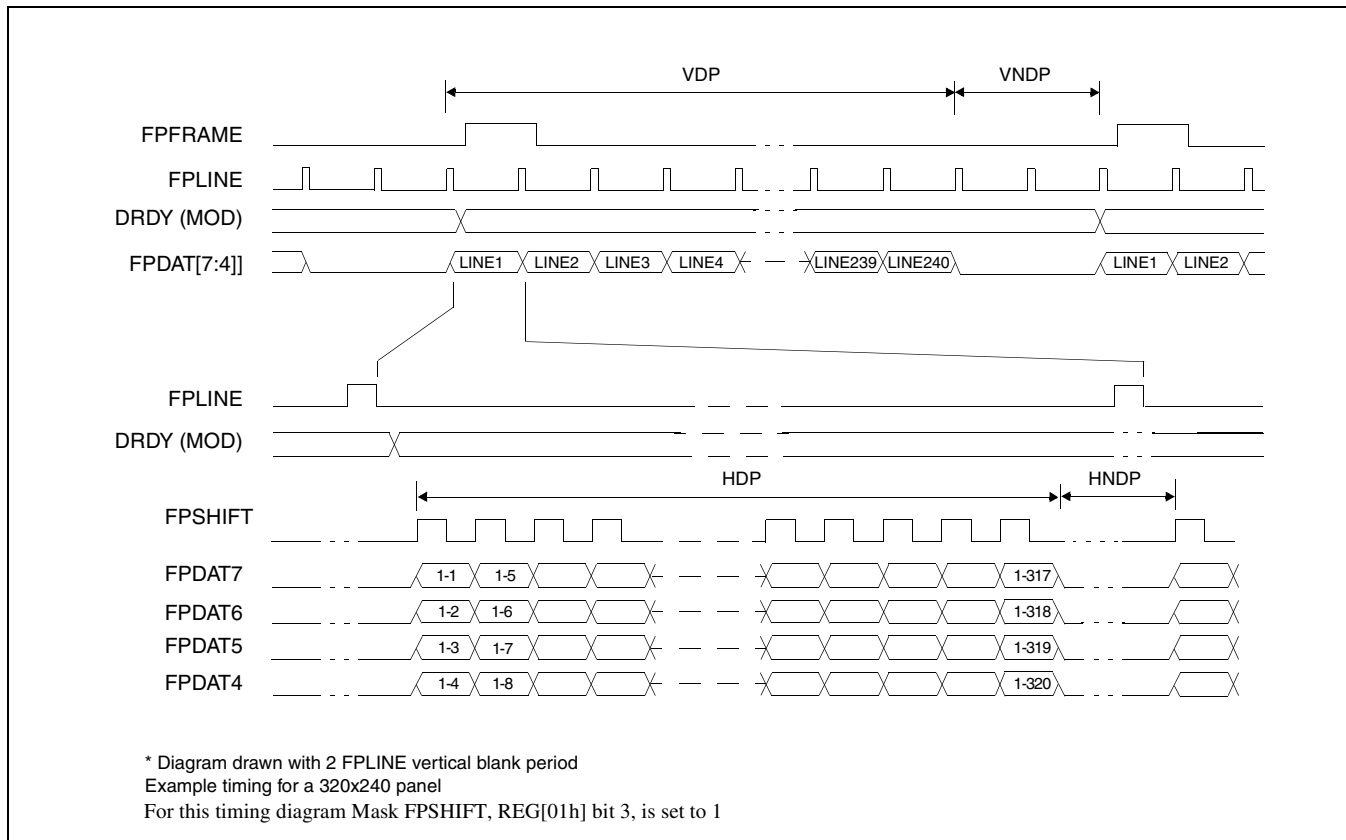 VDP VNDP
FPFRAME
FPLINE
DRDY (MOD)
FPDAT[7:4]] LINE1 LINE2 LINE3 LINE4 LINE239 LINE240 LINE1 LINE2
FPLINE
DRDY (MOD)
HDP HNDP
FPSHIFT
FPDAT7 1-1 1-5 1-317
FPDAT6 1-2 1-6 1-318
FPDAT5 1-3 1-7 1-319
FPDAT4 1-4 1-8 1-320
* Diagram drawn with 2 FPLINE vertical blank period
Example timing for a 320x240 panel
For this timing diagram Mask FPSHIFT, REG[01h] bit 3, is set to 1